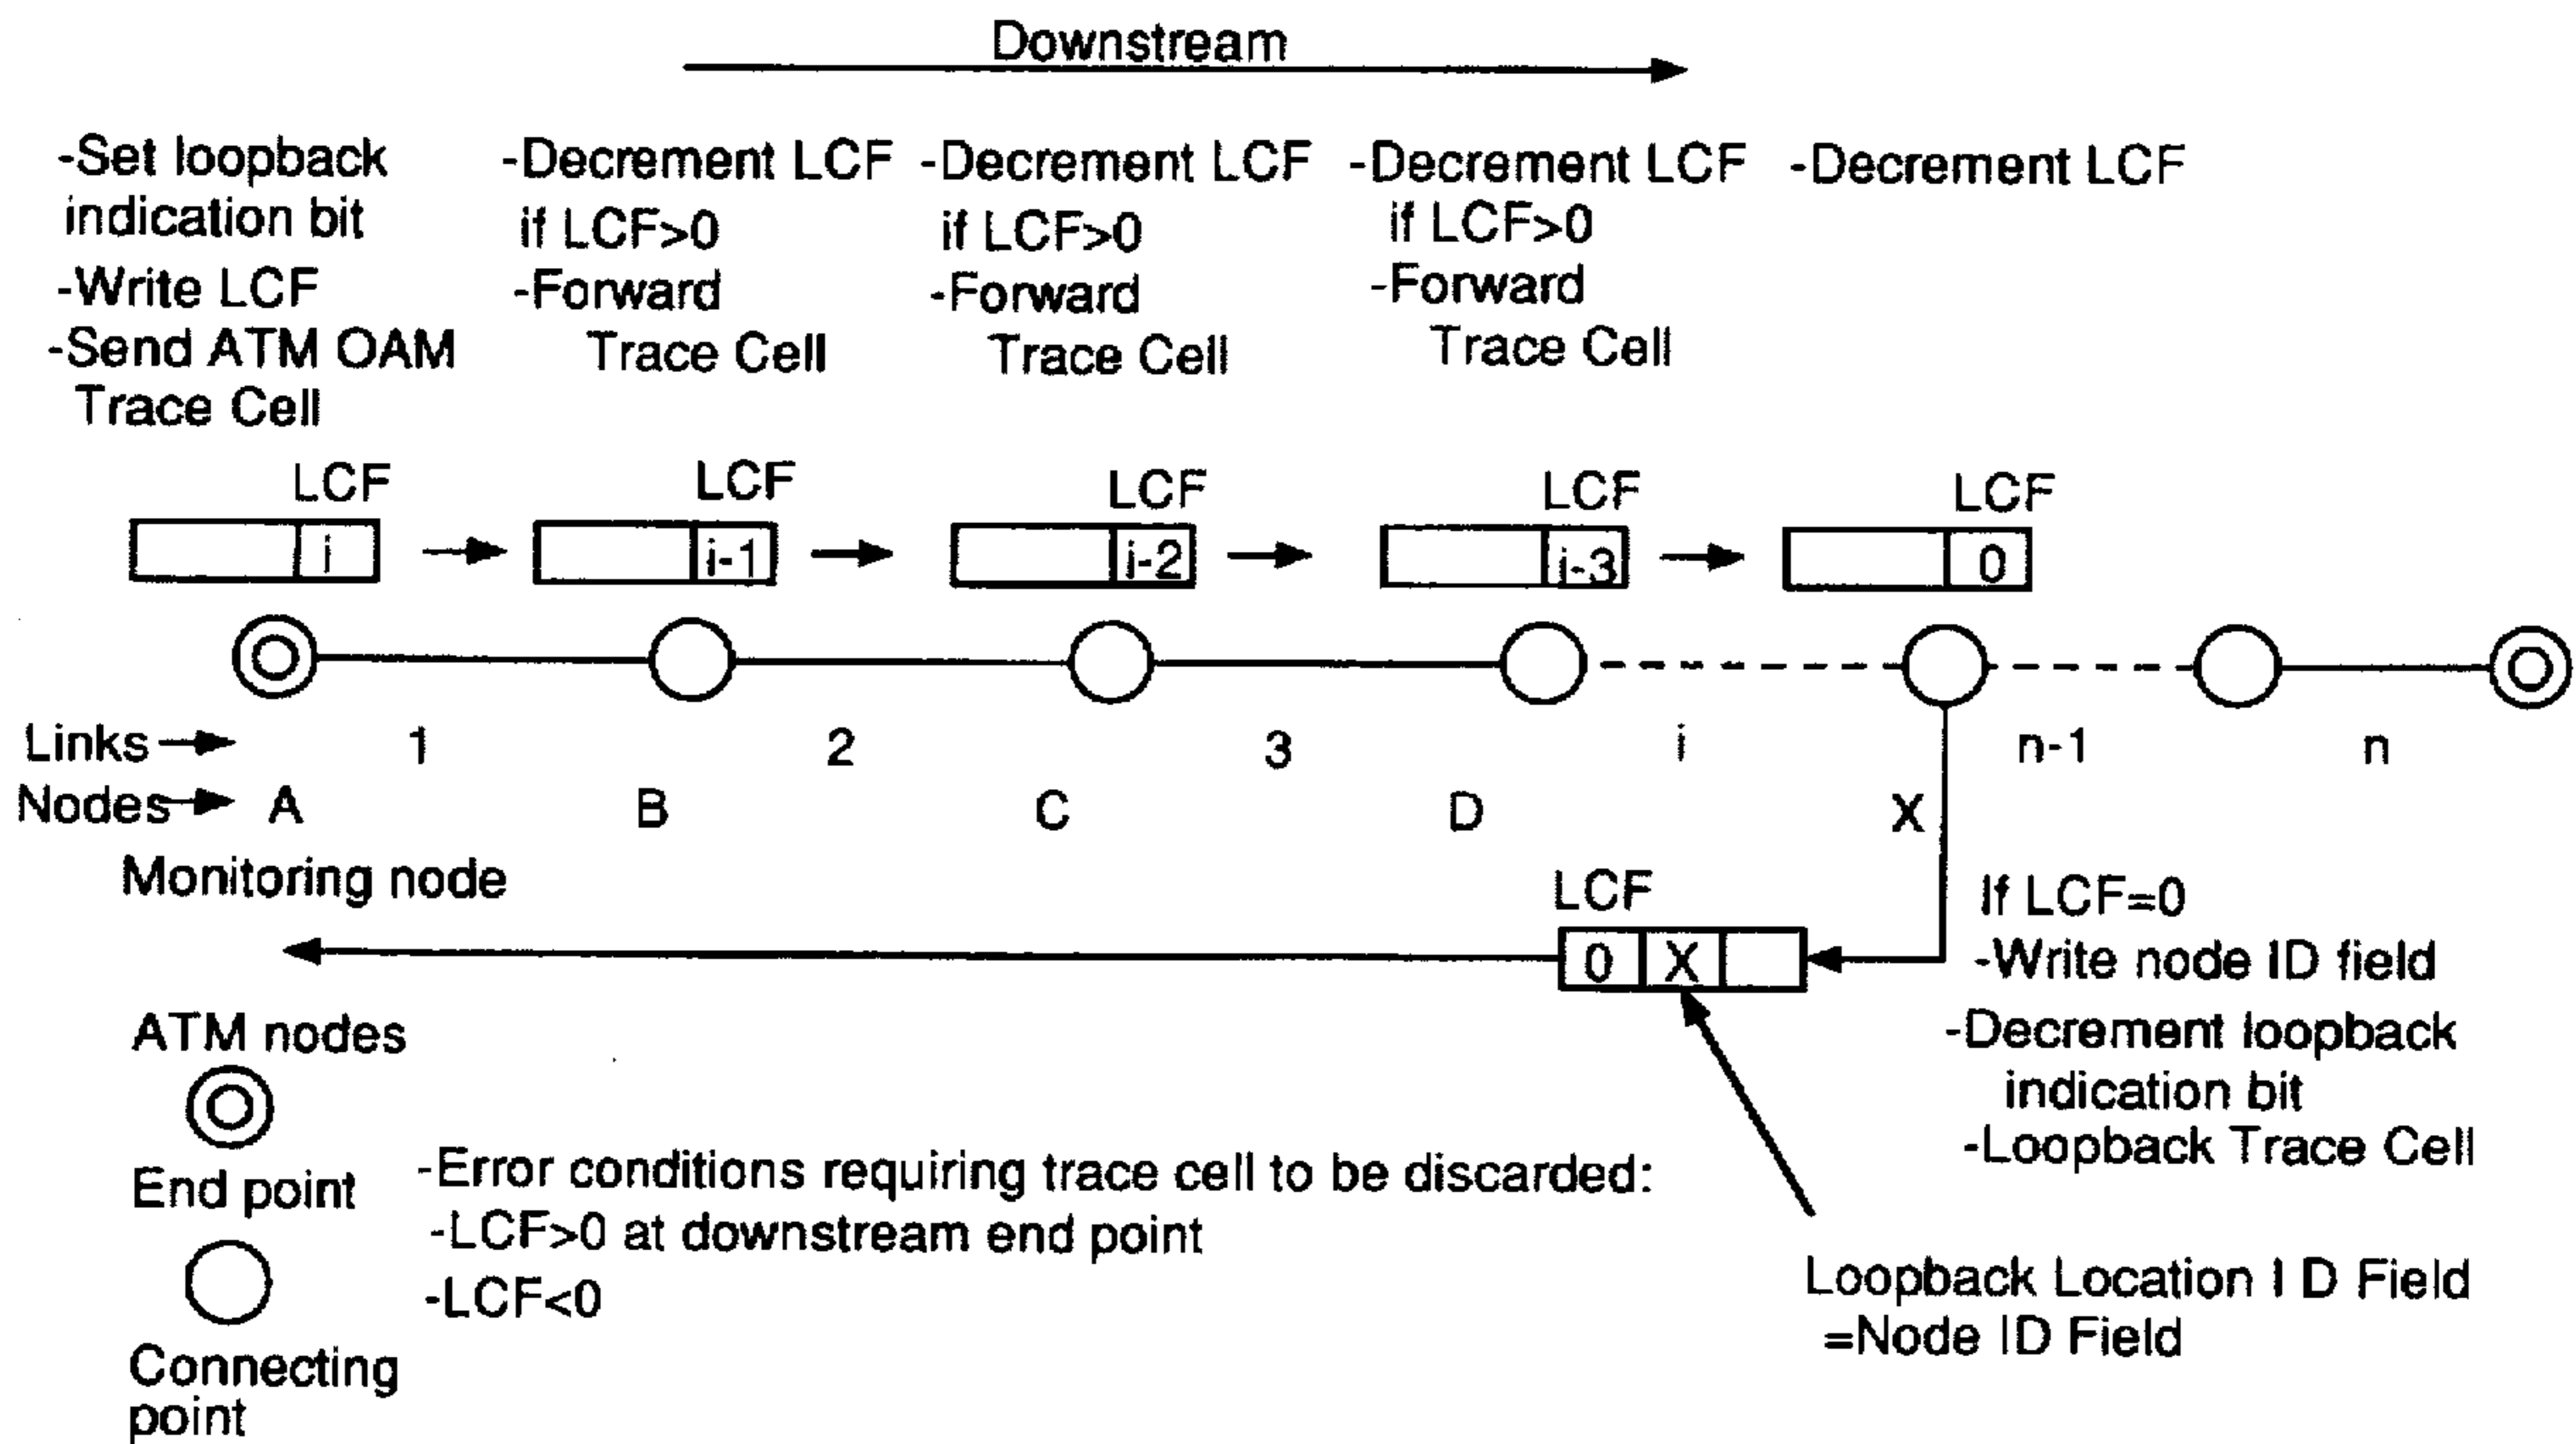 Downstream
-Set loopback
indication bit
-Write LCF
-Send ATM OAM
Trace Cell
-Decrement LCF
if LCF>0
-Forward
Trace Cell
-Decrement LCF
if LCF>0
-Forward
Trace Cell
-Decrement LCF
if LCF>0
-Forward
Trace Cell
-Decrement LCF
LCF
i
LCF
i-1
LCF
i-2
LCF
i-3
LCF
0
Links
1
2
3
i
n-1
n
Nodes
A
B
C
D
X
Monitoring node
LCF
0
X
If LCF=0
-Write node ID field
-Decrement loopback
indication bit
-Loopback Trace Cell
ATM nodes
End point
Connecting
point
-Error conditions requiring trace cell to be discarded:
-LCF>0 at downstream end point
-LCF<0
Loopback Location I D Field
=Node ID Field